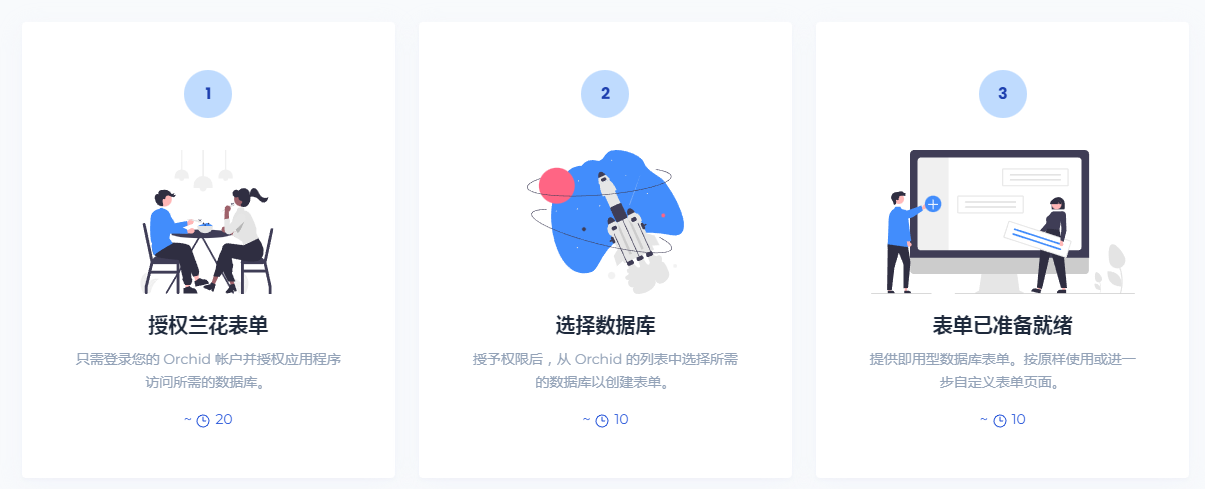 1
授权兰花表单
只需登录您的 Orchid 帐户并授权应用程序
访问所需的数据库。
~ 20
2
选择数据库
授予权限后，从 Orchid 的列表中选择所需
的数据库以创建表单。
~ 10
3
表单已准备就绪
提供即用型数据库表单。按原样使用或进一
步自定义表单页面。
~ 10